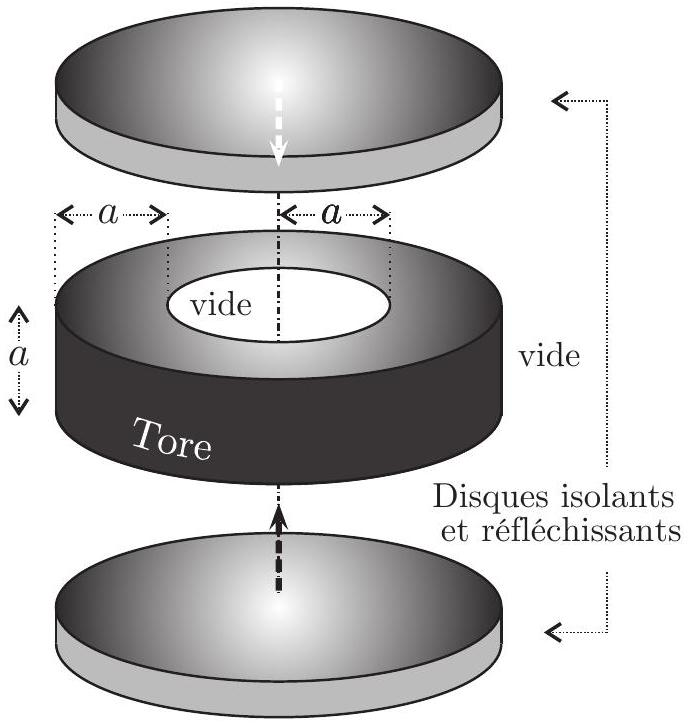 a
a
vide
a
vide
Tore
Disques isolants
et réfléchissants